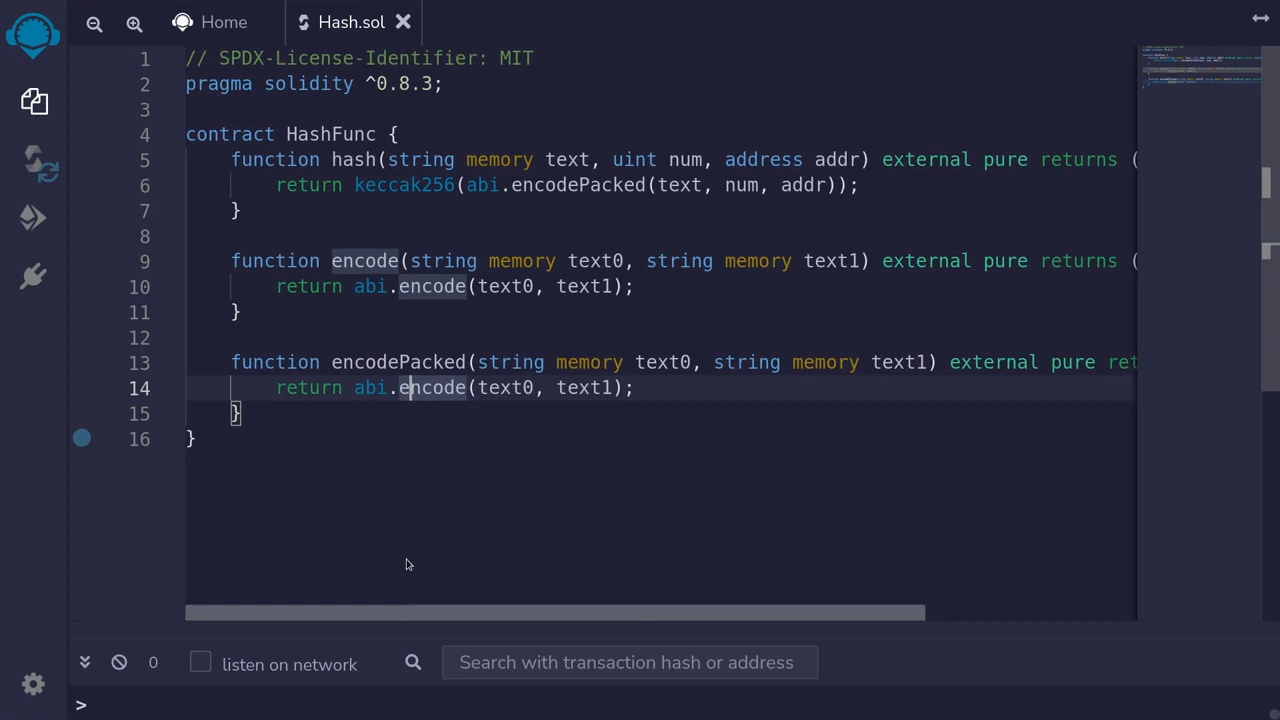 Home
Hash.sol
1 // SPDX-License-Identifier: MIT
2 pragma solidity ^0.8.3;
3
4 contract HashFunc {
5 function hash(string memory text, uint num, address addr) external pure returns (
6 return keccak256(abi.encodePacked(text, num, addr));
7 }
8
9 function encode(string memory text0, string memory text1) external pure returns (
10 return abi.encode(text0, text1);
11 }
12
13 function encodePacked(string memory text0, string memory text1) external pure ret
14 return abi.encode(text0, text1);
15 }
16 }
0 listen on network Search with transaction hash or address
>